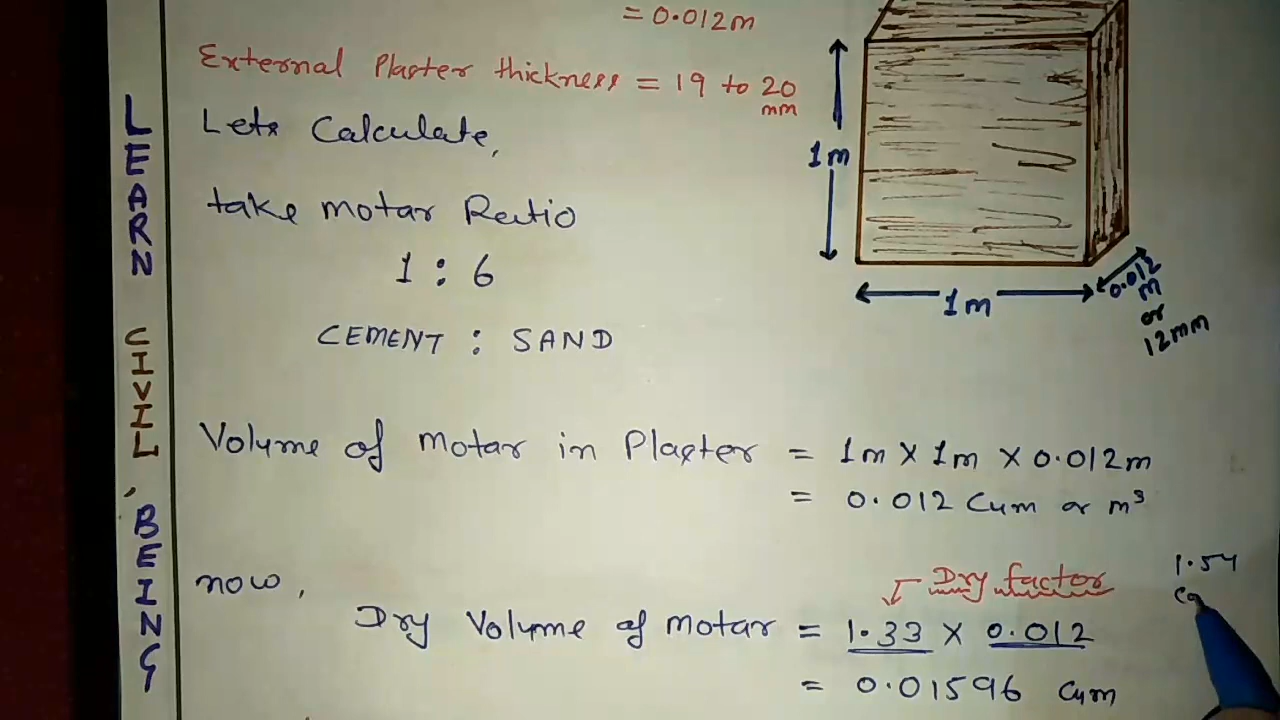 = 0.012m
External Plaster thickness = 19 to 20
mm
Lets Calculate,
take motar Ratio
1 : 6
CEMENT : SAND
1m
1m
0.012
m
or
12mm
Volume of motar in Plaster = 1m X 1m X 0.012m
= 0.012 Cum or m³
now,
Dry factor
1.54
Dry Volume of motar = 1.33 X 0.012
= 0.01596 Cum
LEARN CIVIL, BEING